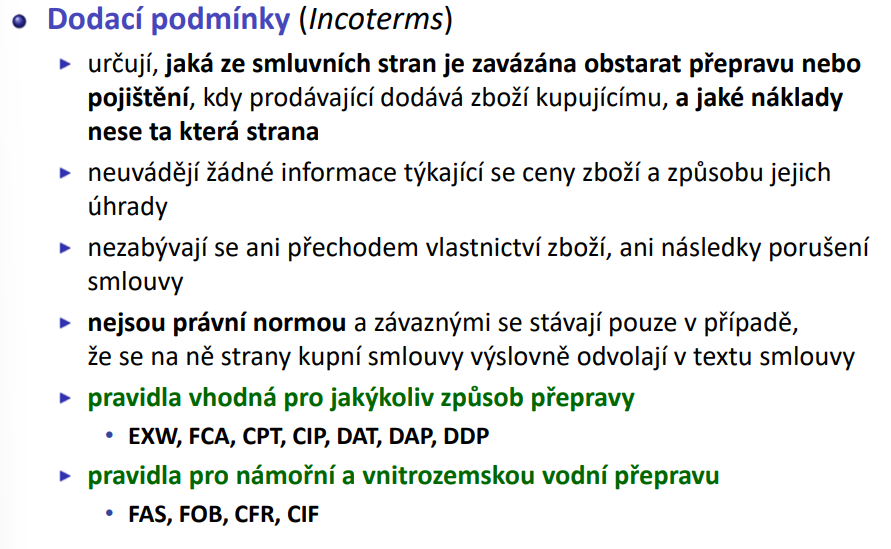 Dodací podmínky (Incoterms)
určují, jaká ze smluvních stran je zavázána obstarat přepravu nebo
pojištění, kdy prodávající dodává zboží kupujícímu, a jaké náklady
nese ta která strana
neuvádějí žádné informace týkající se ceny zboží a způsobu jejich
úhrady
nezabývají se ani přechodem vlastnictví zboží, ani následky porušení
smlouvy
nejsou právní normou a závaznými se stávají pouze v případě,
že se na ně strany kupní smlouvy výslovně odvolají v textu smlouvy
pravidla vhodná pro jakýkoliv způsob přepravy
EXW, FCA, CPT, CIP, DAT, DAP, DDP
pravidla pro námořní a vnitrozemskou vodní přepravu
FAS, FOB, CFR, CIF